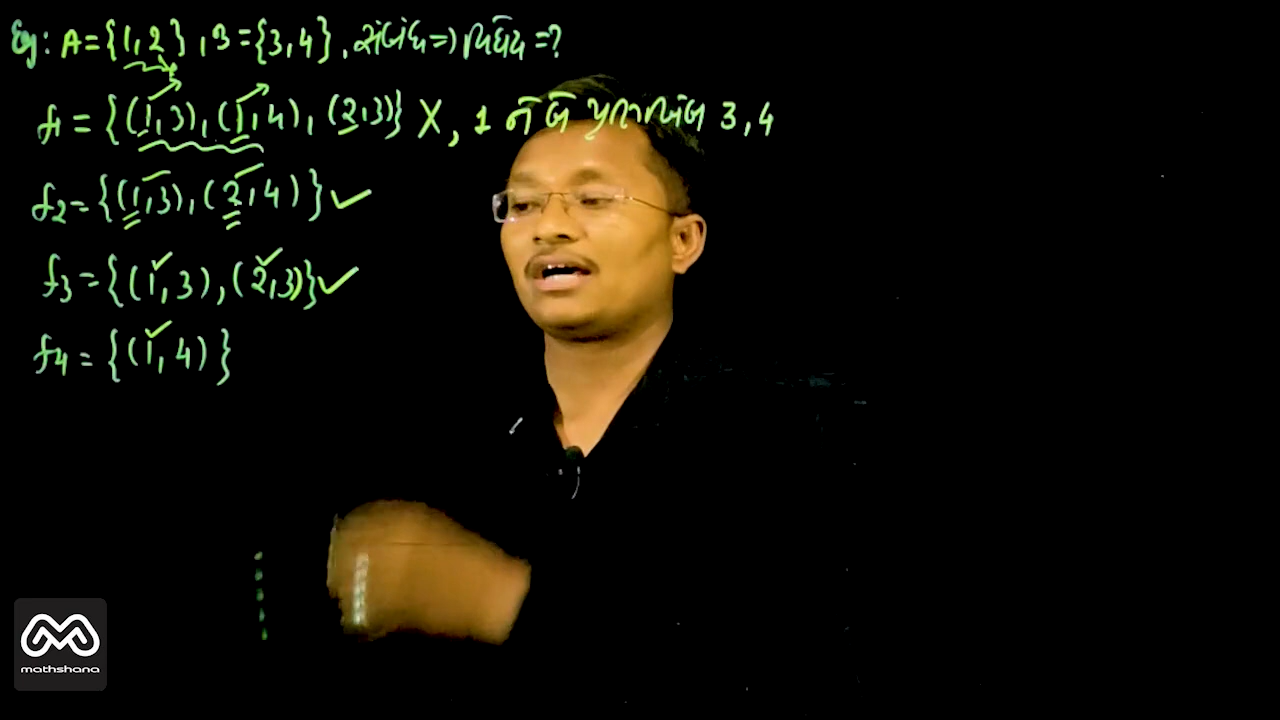 Eg: A = {1, 2}, B = {3, 4}, સંબંધ => વિધેય = ?
f1 = {(1, 3), (1, 4), (2, 3)} X, 1 ને બે પ્રતિબિંબ 3, 4
f2 = {(1, 3), (2, 4)} ✓
f3 = {(1, 3), (2, 3)} ✓
f4 = {(1, 4)}
mathshana